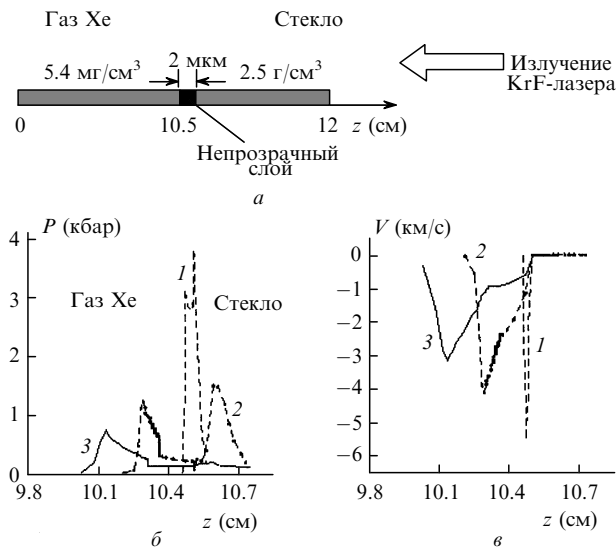 Газ Xe Стекло
5.4 мг/см³ 2 мкм 2.5 г/см³
Излучение
KrF-лазера
0 10.5 12 z (см)
Непрозрачный
слой
а
P (кбар)
4
3
2
1
0
Газ Xe Стекло
1
2
3
9.8 10.1 10.4 10.7
z (см)
б
V (км/с)
0
−1
−2
−3
−4
−5
−6
2
3
1
9.8 10.1 10.4 10.7
z (см)
в